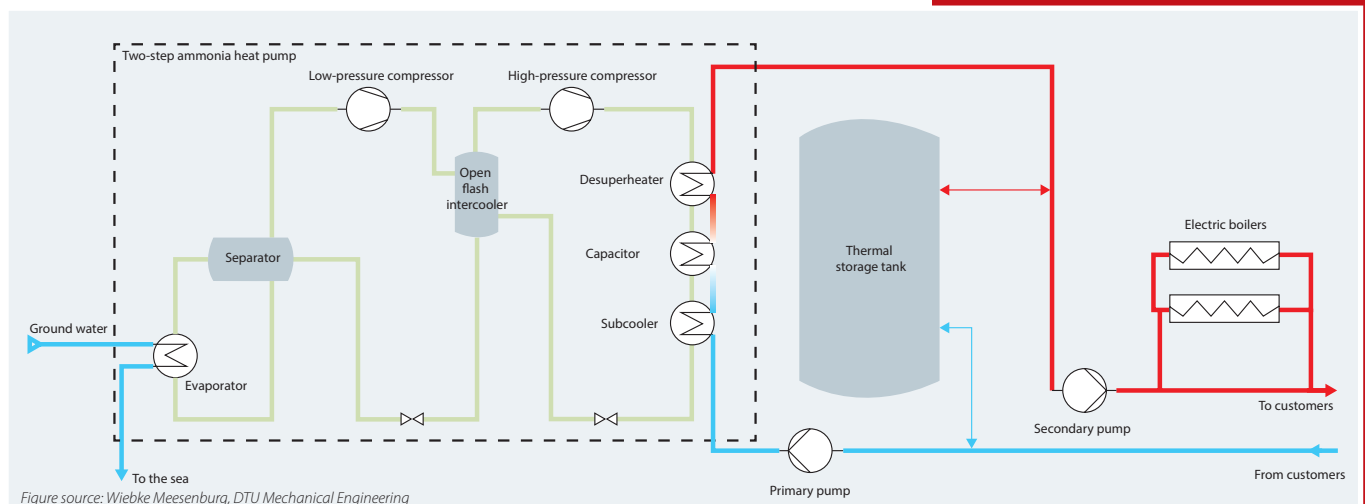 Two-step ammonia heat pump
Low-pressure compressor
High-pressure compressor
Open
flash
intercooler
Desuperheater
Separator
Capacitor
Thermal
storage tank
Electric boilers
Subcooler
Ground water
Evaporator
To customers
Secondary pump
To the sea
Primary pump
From customers
Figure source: Wiebke Meesenburg, DTU Mechanical Engineering